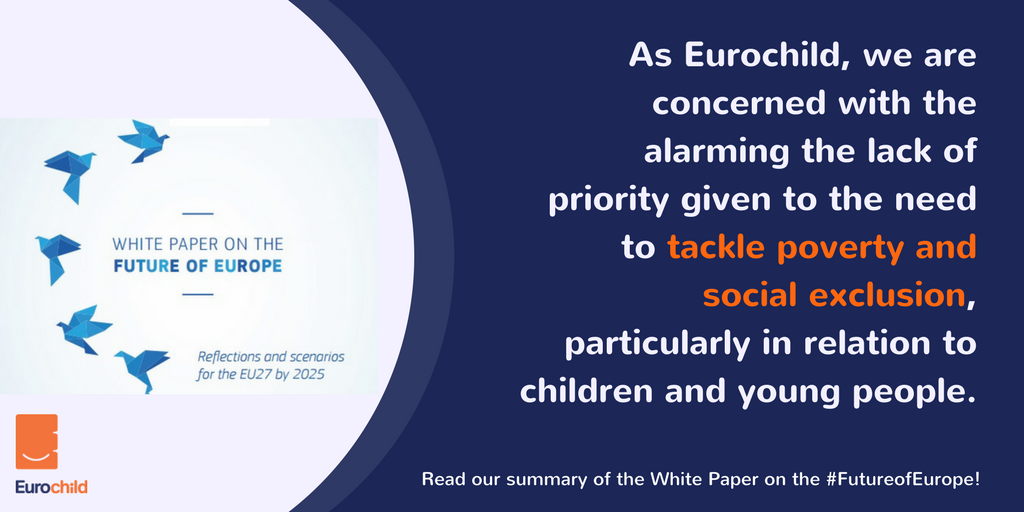 WHITE PAPER ON THE
FUTURE OF EUROPE
Reflections and scenarios
for the EU27 by 2025
Eurochild
As Eurochild, we are
concerned with the
alarming the lack of
priority given to the need
to tackle poverty and
social exclusion,
particularly in relation to
children and young people.
Read our summary of the White Paper on the #FutureofEurope!